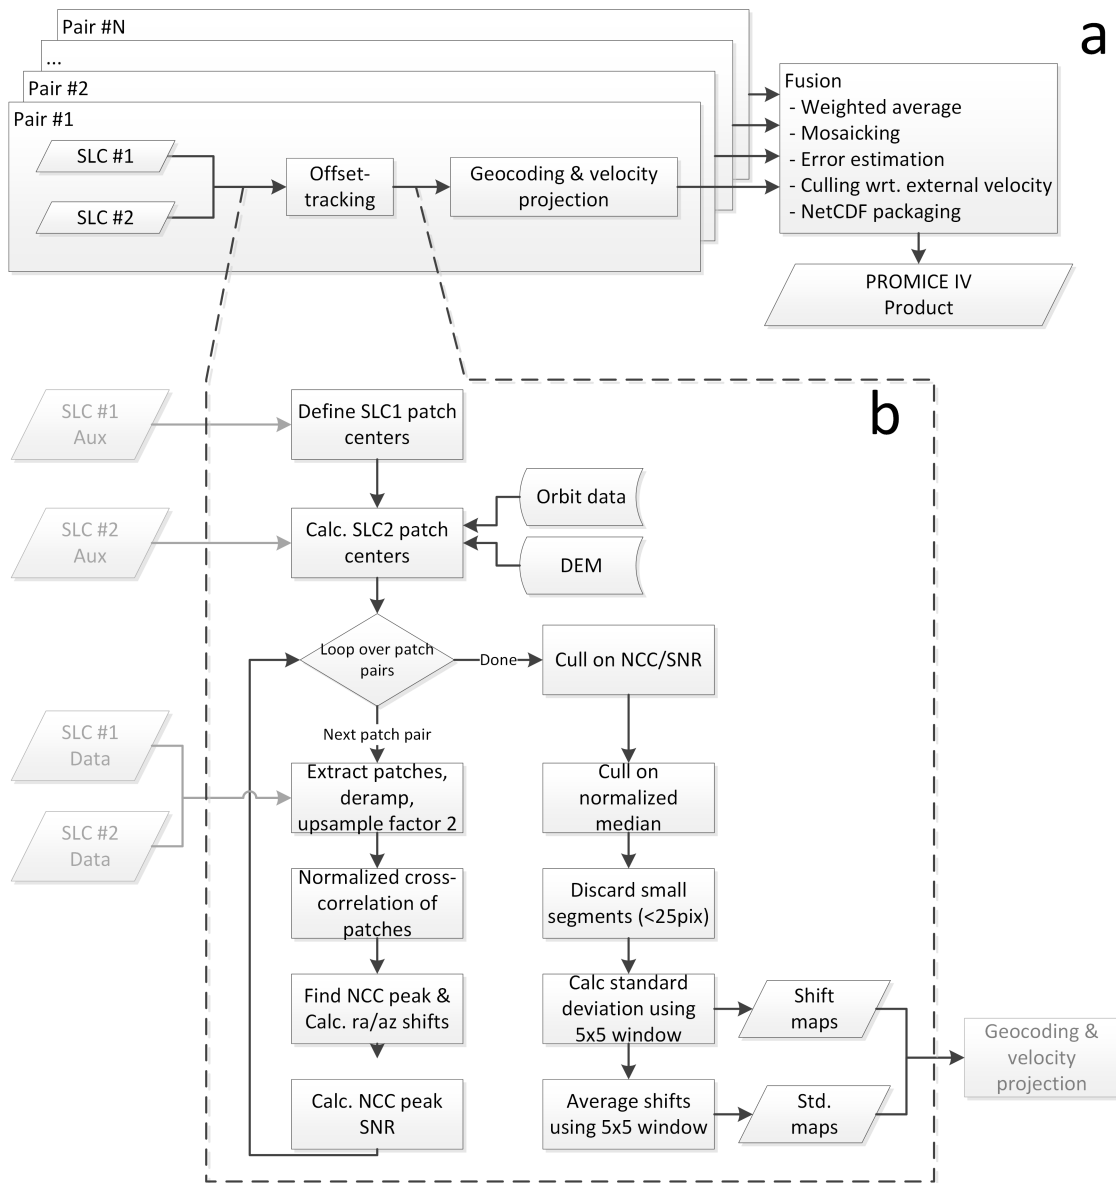 a
Pair #N
...
Pair #2
Pair #1
SLC #1
SLC #2
Offset-
tracking
Geocoding & velocity
projection
Fusion
- Weighted average
- Mosaicking
- Error estimation
- Culling wrt. external velocity
- NetCDF packaging
PROMICE IV
Product
b
SLC #1
Aux
Define SLC1 patch
centers
SLC #2
Aux
Calc. SLC2 patch
centers
Orbit data
DEM
Loop over patch
pairs
Done
Cull on NCC/SNR
Next patch pair
SLC #1
Data
SLC #2
Data
Extract patches,
deramp,
upsample factor 2
Normalized cross-
correlation of
patches
Find NCC peak &
Calc. ra/az shifts
Calc. NCC peak
SNR
Cull on
normalized
median
Discard small
segments (<25pix)
Calc standard
deviation using
5x5 window
Average shifts
using 5x5 window
Shift
maps
Std.
maps
Geocoding &
velocity
projection